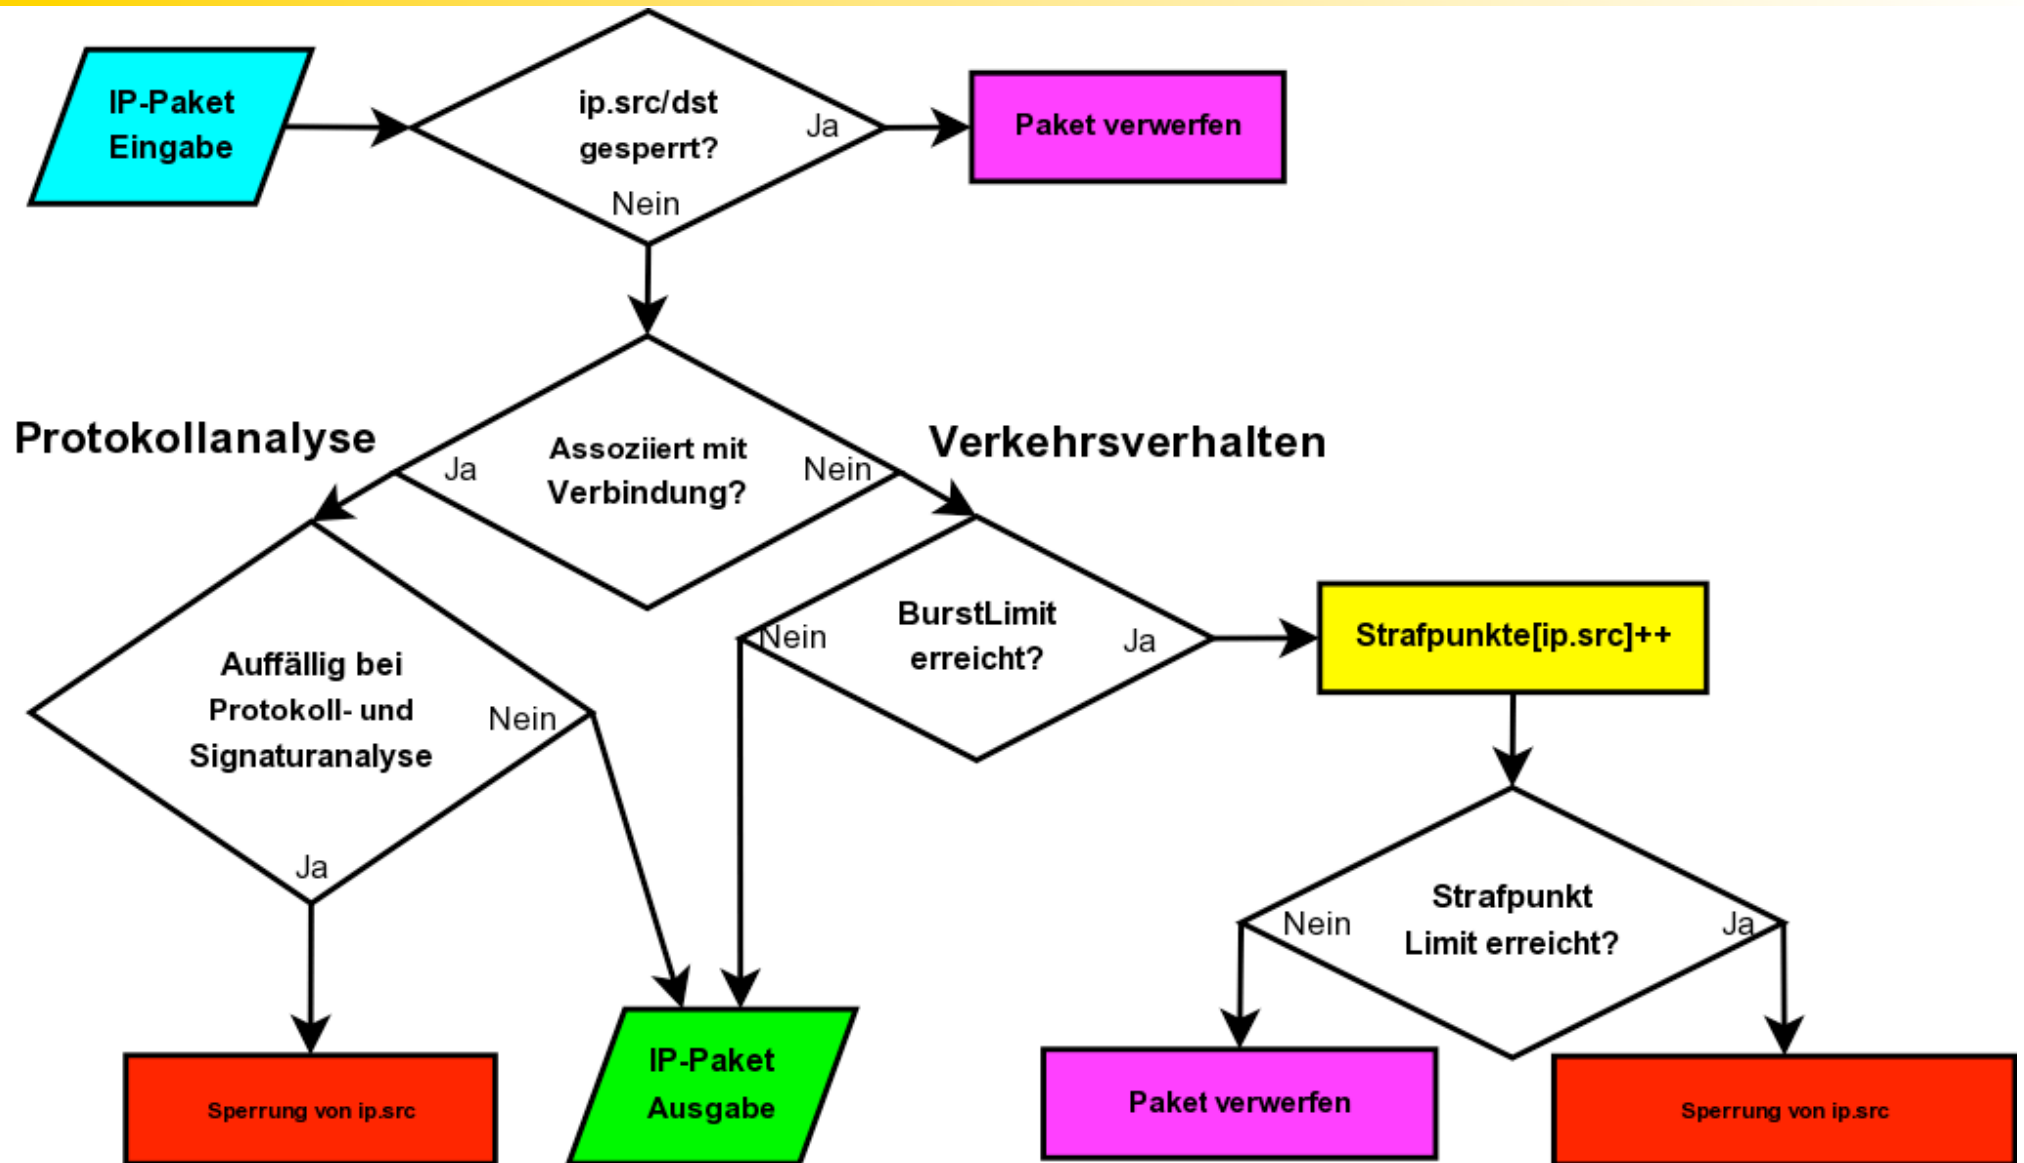 IP-Paket
Eingabe
ip.src/dst
gesperrt?
Ja
Nein
Paket verwerfen
Protokollanalyse
Assoziiert mit
Verbindung?
Ja
Nein
Verkehrsverhalten
Auffällig bei
Protokoll- und
Signaturanalyse
Nein
Ja
BurstLimit
erreicht?
Nein
Ja
Strafpunkte[ip.src]++
Strafpunkt
Limit erreicht?
Nein
Ja
Sperrung von ip.src
IP-Paket
Ausgabe
Paket verwerfen
Sperrung von ip.src